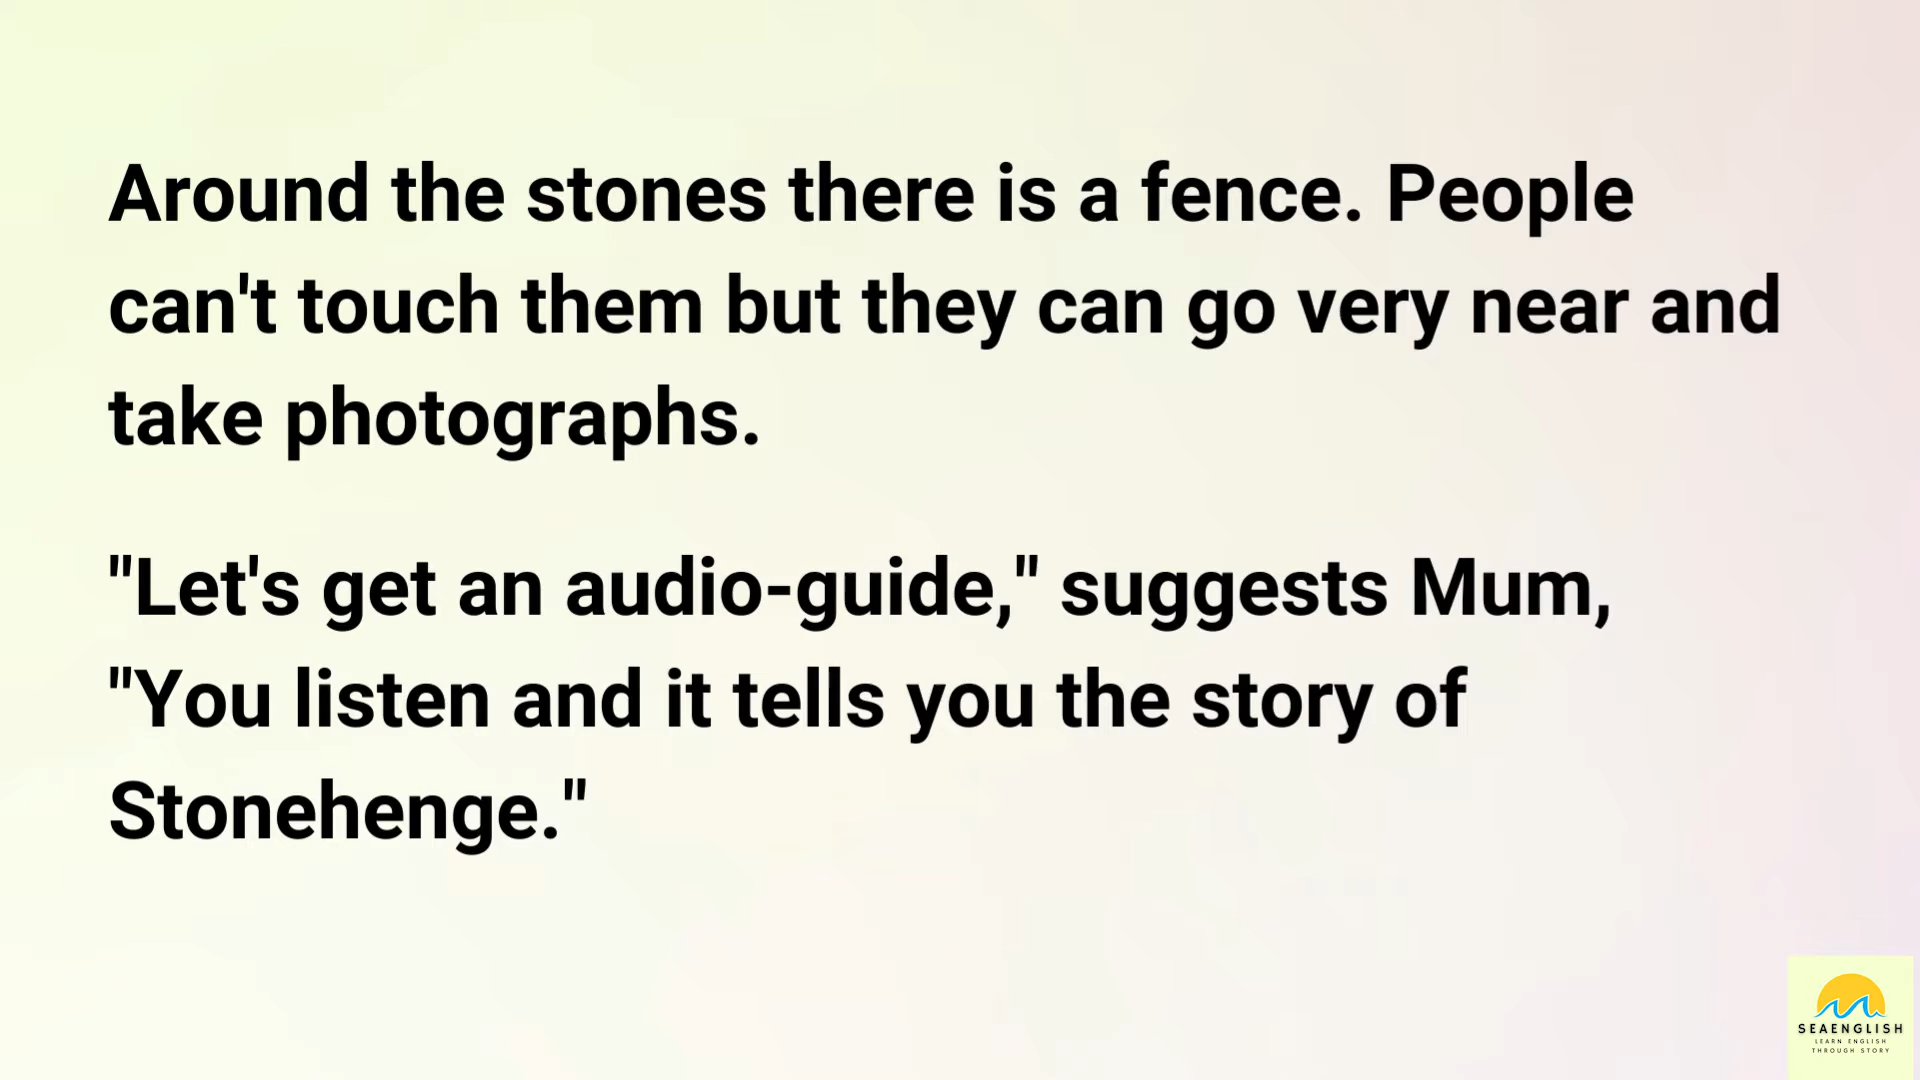 Around the stones there is a fence. People
can't touch them but they can go very near and
take photographs.
"Let's get an audio-guide," suggests Mum,
"You listen and it tells you the story of
Stonehenge."
SEAENGLISH
LEARN ENGLISH
THROUGH STORY